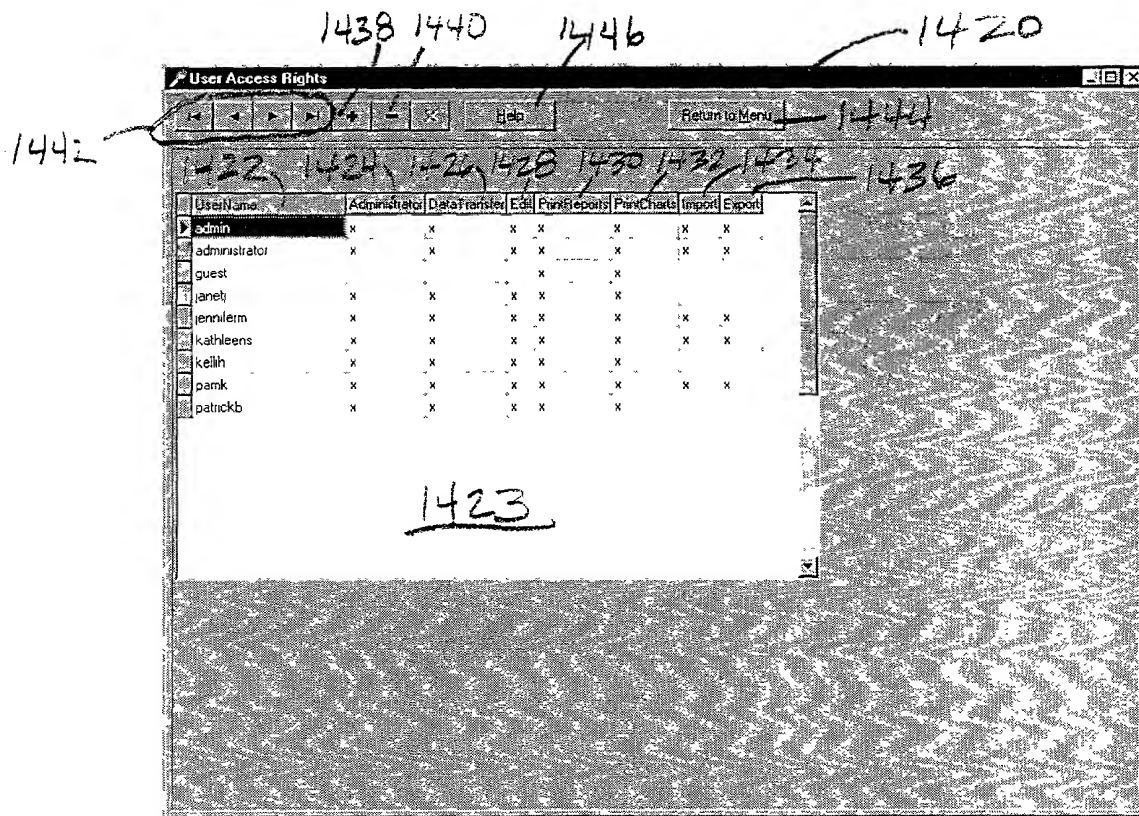 1438 1440 1446 1420
User Access Rights
1442 + - Help Return to Menu 1444
1422 1424 1426 1428 1430 1432 1434 1436
UserName Administrator DataTransfer Edit PrintReports PrintCharts Import Export
admin x x x x x x x
administrator x x x x x x x
guest x x
janetj x x x x x
jenniferm x x x x x x x
kathleens x x x x x x x
kellih x x x x x
pamk x x x x x x x
patrickb x x x x x
1423